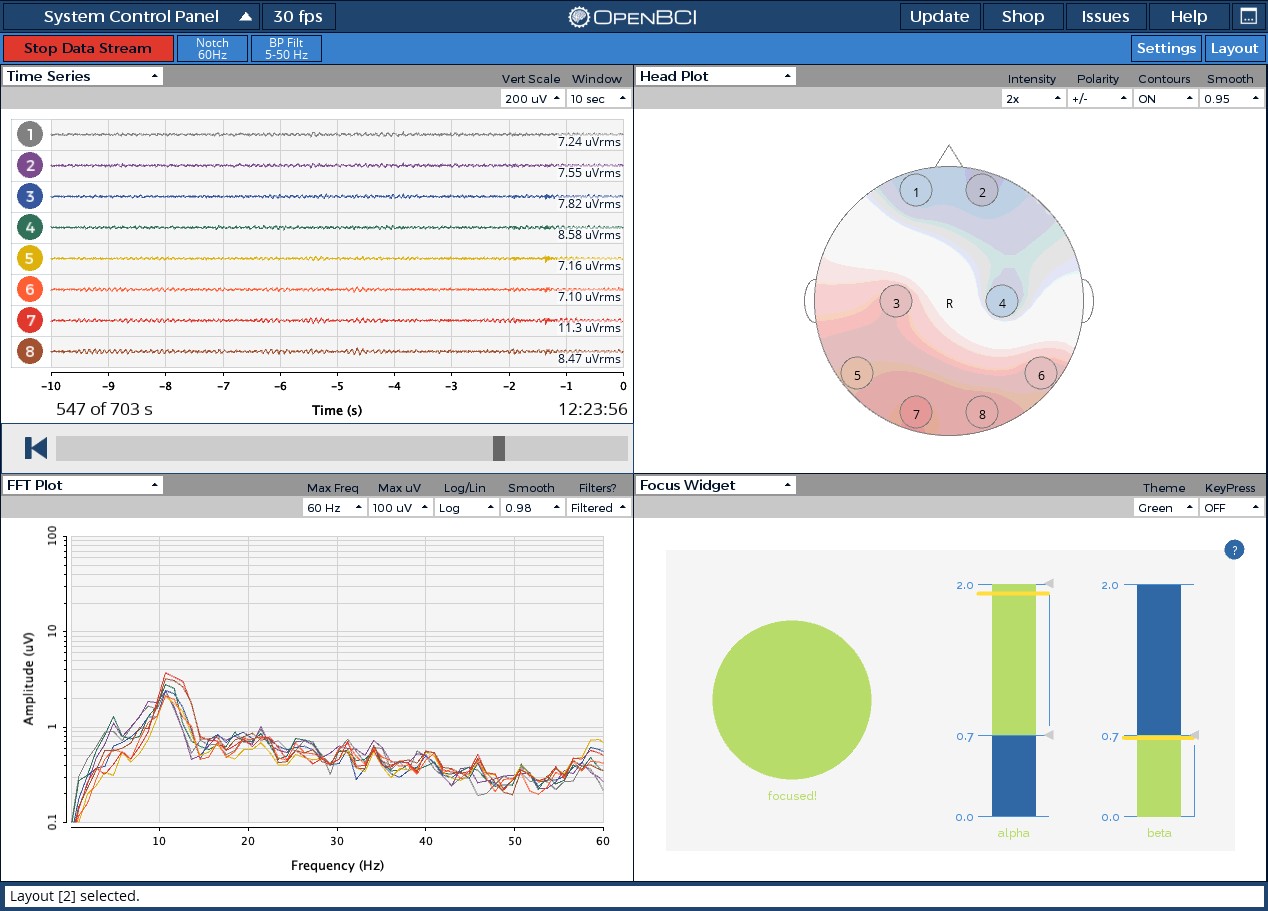 System Control Panel 30 fps OpenBCI Update Shop Issues Help
Stop Data Stream Notch 60Hz BP Filt 5-50 Hz Settings Layout
Time Series
Vert Scale Window
200 uV 10 sec
1 7.24 uVrms
2 7.55 uVrms
3 7.82 uVrms
4 8.58 uVrms
5 7.16 uVrms
6 7.10 uVrms
7 11.3 uVrms
8 8.47 uVrms
-10 -9 -8 -7 -6 -5 -4 -3 -2 -1 0
547 of 703 s Time (s) 12:23:56
Head Plot
Intensity Polarity Contours Smooth
2x +/- ON 0.95
1 2
3 R 4
5 6
7 8
FFT Plot
Max Freq Max uV Log/Lin Smooth Filters?
60 Hz 100 uV Log 0.98 Filtered
Amplitude (uV)
100
10
1
0.1
10 20 30 40 50 60
Frequency (Hz)
Focus Widget
Theme KeyPress
Green OFF
?
2.0 2.0
0.7 0.7
focused!
0.0 0.0
alpha beta
Layout [2] selected.